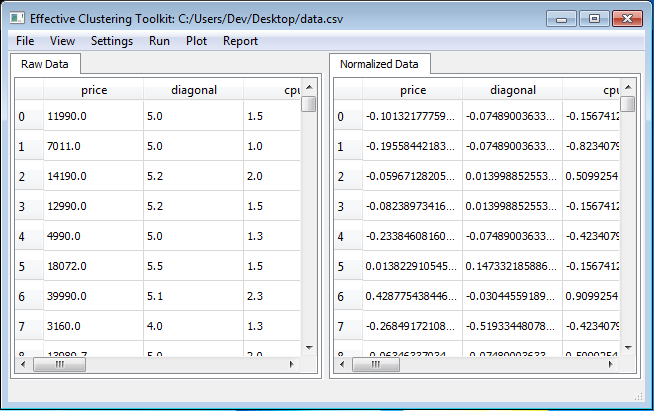 Effective Clustering Toolkit: C:/Users/Dev/Desktop/data.csv
File View Settings Run Plot Report
Raw Data
price diagonal cpu
0 11990.0 5.0 1.5
1 7011.0 5.0 1.0
2 14190.0 5.2 2.0
3 12990.0 5.2 1.5
4 4990.0 5.0 1.3
5 18072.0 5.5 1.5
6 39990.0 5.1 2.3
7 3160.0 4.0 1.3
8 13989.7 5.0 2.0
Normalized Data
price diagonal cpu
0 -0.10132177759... -0.07489003633... -0.1567412
1 -0.19558442183... -0.07489003633... -0.8234079
2 -0.05967128205... 0.013998852553... 0.5099254
3 -0.08238973416... 0.013998852553... -0.1567412
4 -0.23384608160... -0.07489003633... -0.4234079
5 0.013822910545... 0.147332185886... -0.1567412
6 0.428775438446... -0.03044559189... 0.9099254
7 -0.26849172108... -0.51933448078... -0.4234079
8 -0.06346337034... -0.07489003633... 0.5099254